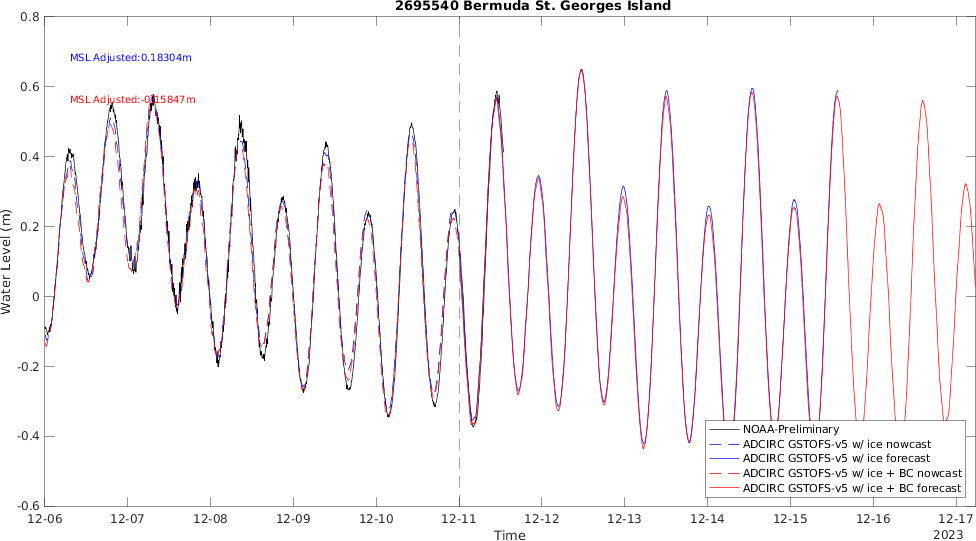 2695540 Bermuda St. Georges Island
0.8
MSL Adjusted:0.18304m
0.6
MSL Adjusted:-0.15847m
0.4
0.2
Water Level (m)
0
-0.2
-0.4
-0.6
NOAA-Preliminary
ADCIRC GSTOFS-v5 w/ ice nowcast
ADCIRC GSTOFS-v5 w/ ice forecast
ADCIRC GSTOFS-v5 w/ ice + BC nowcast
ADCIRC GSTOFS-v5 w/ ice + BC forecast
12-06 12-07 12-08 12-09 12-10 12-11 12-12 12-13 12-14 12-15 12-16 12-17
Time
2023